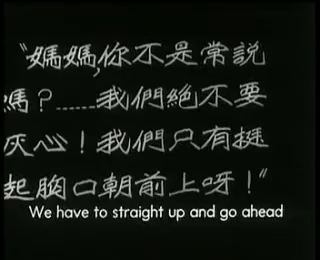 “媽媽，你不是常說
嗎？……我們絕不要
灰心！我們只有挺
起胸口朝前上呀！”
We have to straight up and go ahead